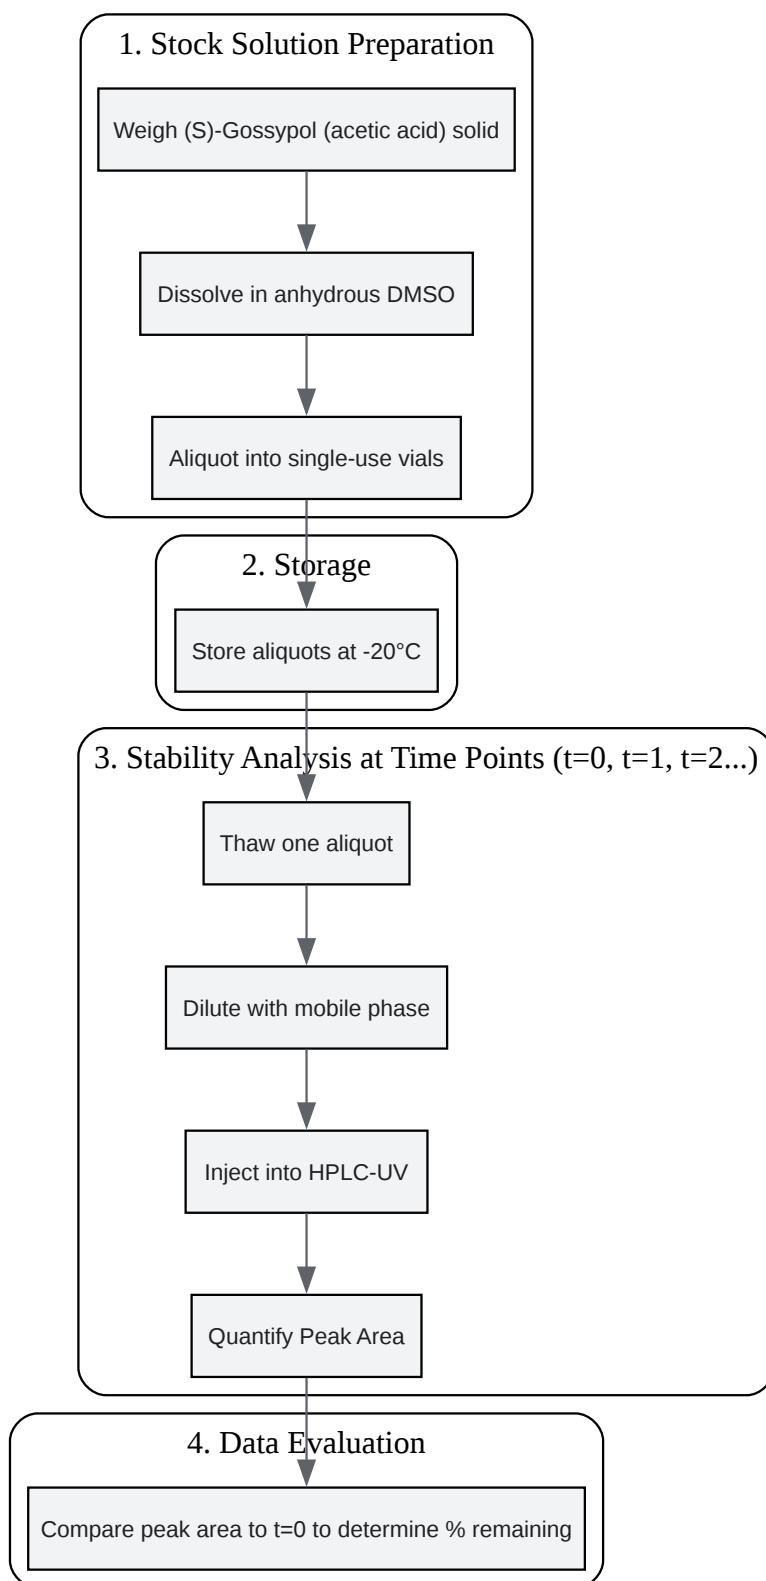 1. Stock Solution Preparation
Weigh (S)-Gossypol (acetic acid) solid
Dissolve in anhydrous DMSO
Aliquot into single-use vials
2. Storage
Store aliquots at -20°C
3. Stability Analysis at Time Points (t=0, t=1, t=2...)
Thaw one aliquot
Dilute with mobile phase
Inject into HPLC-UV
Quantify Peak Area
4. Data Evaluation
Compare peak area to t=0 to determine % remaining